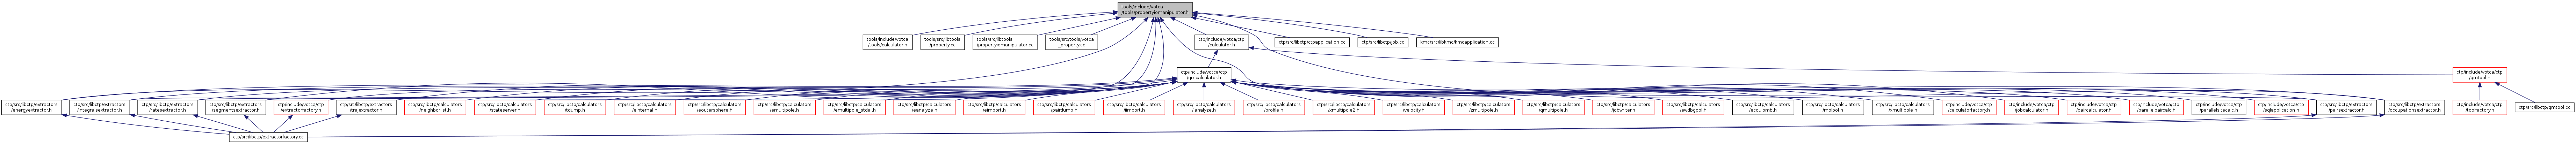 tools/include/votca
/tools/propertyiomanipulator.h
tools/include/votca
/tools/calculator.h
tools/src/libtools
/property.cc
tools/src/libtools
/propertyiomanipulator.cc
tools/src/tools/votca
_property.cc
ctp/include/votca/ctp
/calculator.h
ctp/src/libctp/ctpapplication.cc
ctp/src/libctp/job.cc
kmc/src/libkmc/kmcapplication.cc
ctp/include/votca/ctp
/qmcalculator.h
ctp/include/votca/ctp
/qmtool.h
ctp/src/libctp/extractors
/energyextractor.h
ctp/src/libctp/extractors
/integralsextractor.h
ctp/src/libctp/extractors
/ratesextractor.h
ctp/src/libctp/extractors
/segmentsextractor.h
ctp/include/votca/ctp
/extractorfactory.h
ctp/src/libctp/extractors
/trajextractor.h
ctp/src/libctp/calculators
/neighborlist.h
ctp/src/libctp/calculators
/stateserver.h
ctp/src/libctp/calculators
/tdump.h
ctp/src/libctp/calculators
/einternal.h
ctp/src/libctp/calculators
/eoutersphere.h
ctp/src/libctp/calculators
/emultipole.h
ctp/src/libctp/calculators
/emultipole_stdal.h
ctp/src/libctp/calculators
/eanalyze.h
ctp/src/libctp/calculators
/eimport.h
ctp/src/libctp/calculators
/pairdump.h
ctp/src/libctp/calculators
/iimport.h
ctp/src/libctp/calculators
/ianalyze.h
ctp/src/libctp/calculators
/profile.h
ctp/src/libctp/calculators
/xmultipole2.h
ctp/src/libctp/calculators
/velocity.h
ctp/src/libctp/calculators
/zmultipole.h
ctp/src/libctp/calculators
/qmultipole.h
ctp/src/libctp/calculators
/jobwriter.h
ctp/src/libctp/calculators
/ewdbgpol.h
ctp/src/libctp/calculators
/ecoulomb.h
ctp/src/libctp/calculators
/molpol.h
ctp/src/libctp/calculators
/xmultipole.h
ctp/include/votca/ctp
/calculatorfactory.h
ctp/include/votca/ctp
/jobcalculator.h
ctp/include/votca/ctp
/paircalculator.h
ctp/include/votca/ctp
/parallelpaircalc.h
ctp/include/votca/ctp
/parallelsitecalc.h
ctp/include/votca/ctp
/sqlapplication.h
ctp/src/libctp/extractors
/pairsextractor.h
ctp/src/libctp/extractors
/occupationsextractor.h
ctp/include/votca/ctp
/toolfactory.h
ctp/src/libctp/qmtool.cc
ctp/src/libctp/extractorfactory.cc